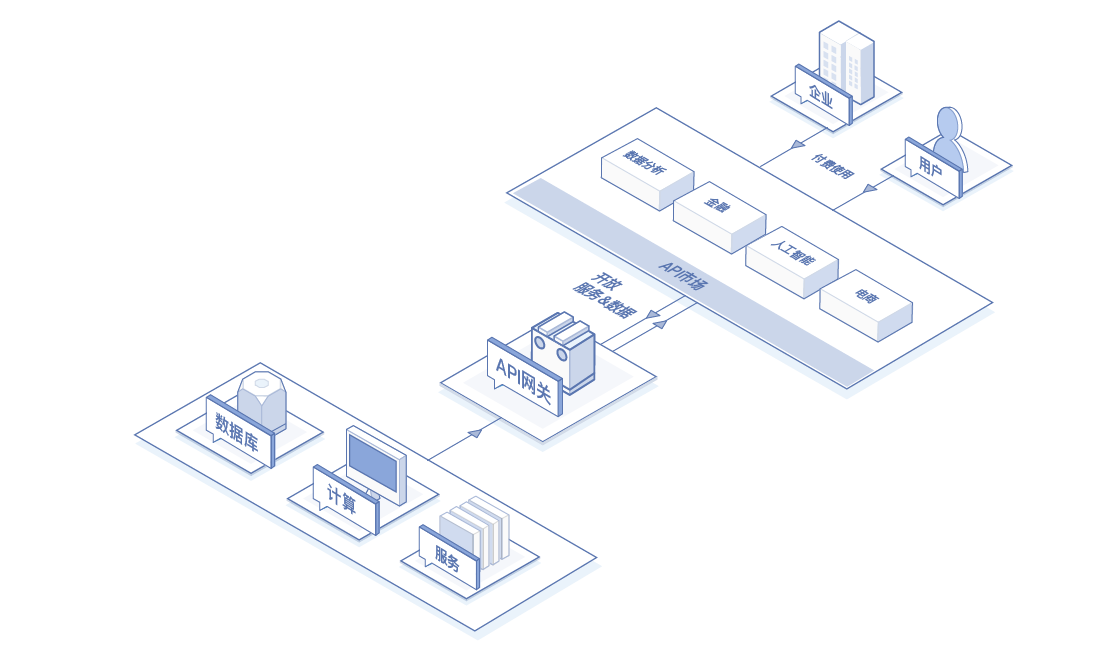 企业
用户
付费使用
数据分析
金融
人工智能
电商
API市场
开放
服务&数据
API网关
数据库
计算
服务